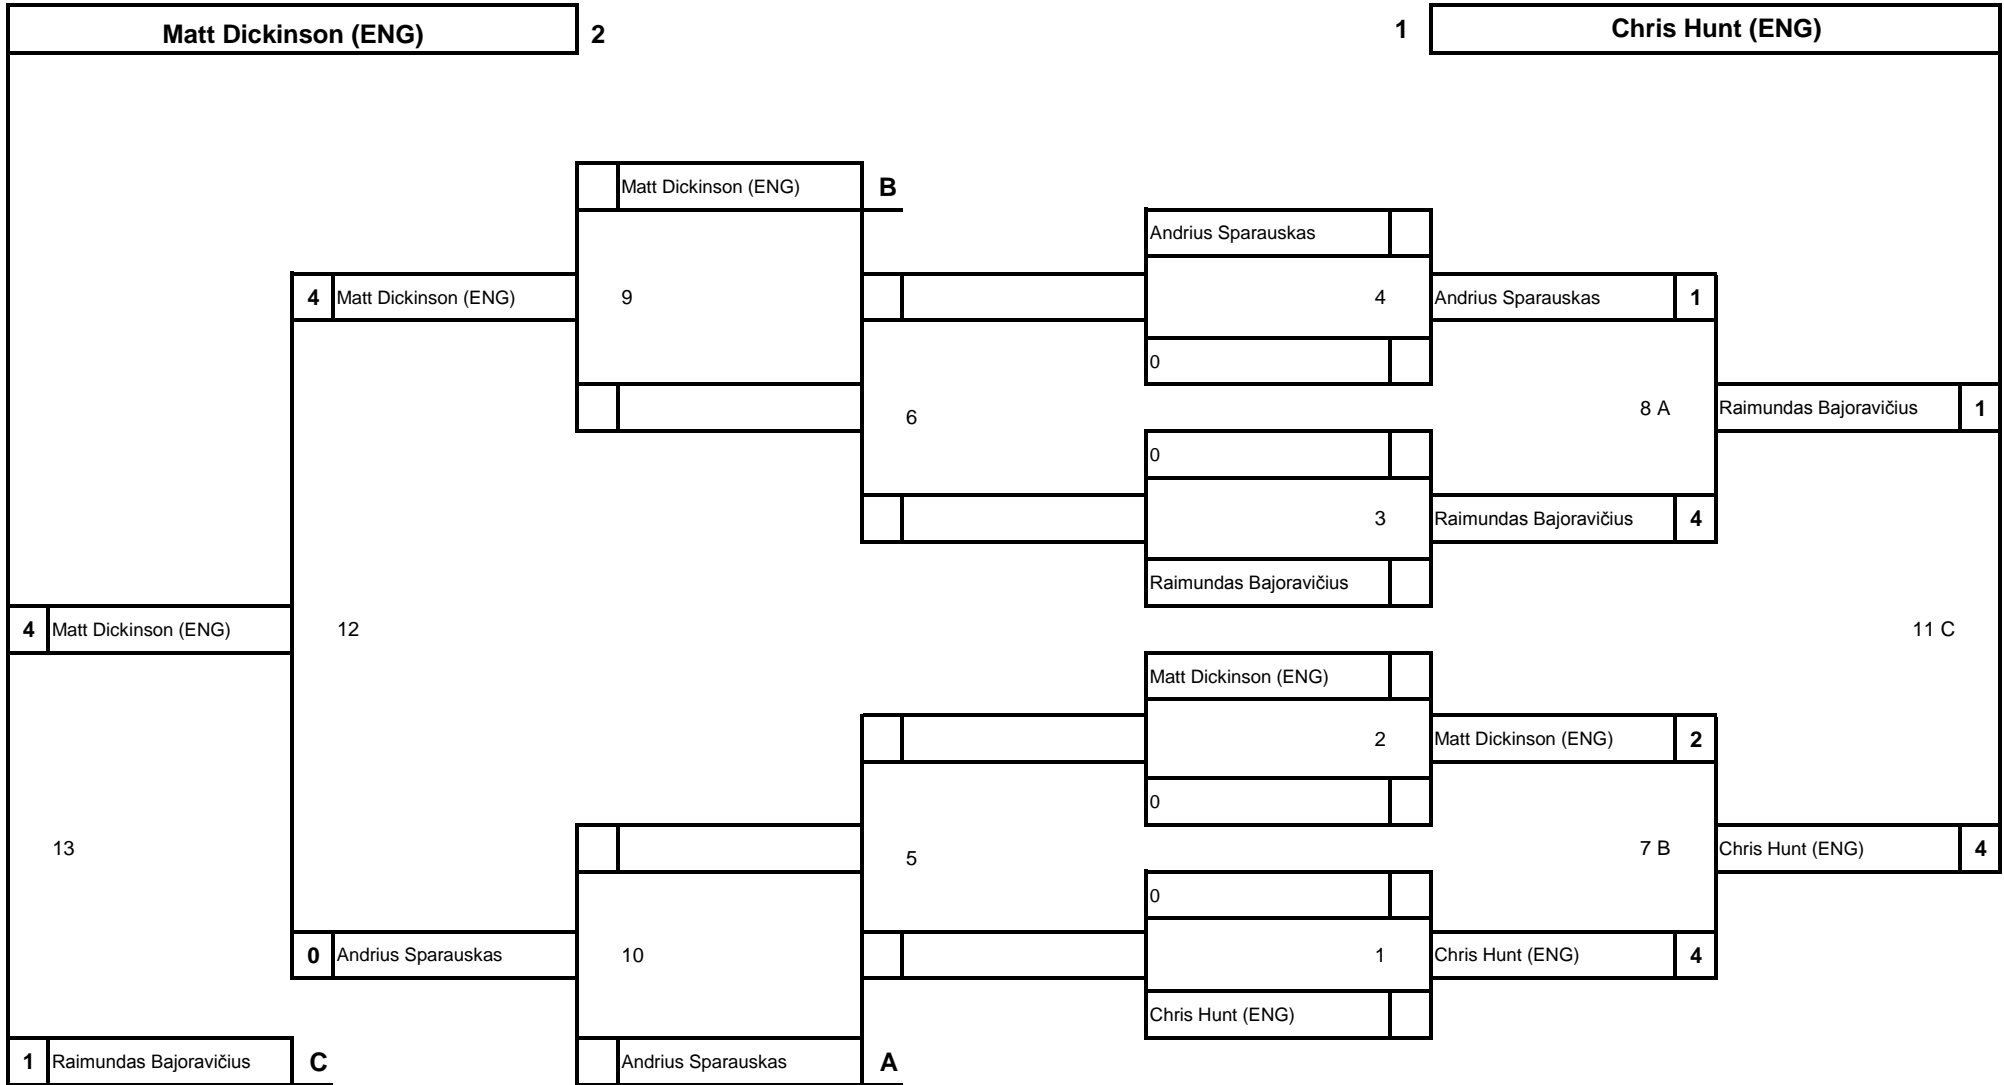 Matt Dickinson (ENG) 2 1 Chris Hunt (ENG)
Matt Dickinson (ENG) B
Andrius Sparauskas
4 Matt Dickinson (ENG) 9 4 Andrius Sparauskas 1
0
6 8 A Raimundas Bajoravičius 1
0
3 Raimundas Bajoravičius 4
Raimundas Bajoravičius
4 Matt Dickinson (ENG) 12 11 C
Matt Dickinson (ENG)
2 Matt Dickinson (ENG) 2
0
13 5 7 B Chris Hunt (ENG) 4
0
0 Andrius Sparauskas 10 1 Chris Hunt (ENG) 4
Chris Hunt (ENG)
1 Raimundas Bajoravičius C Andrius Sparauskas A